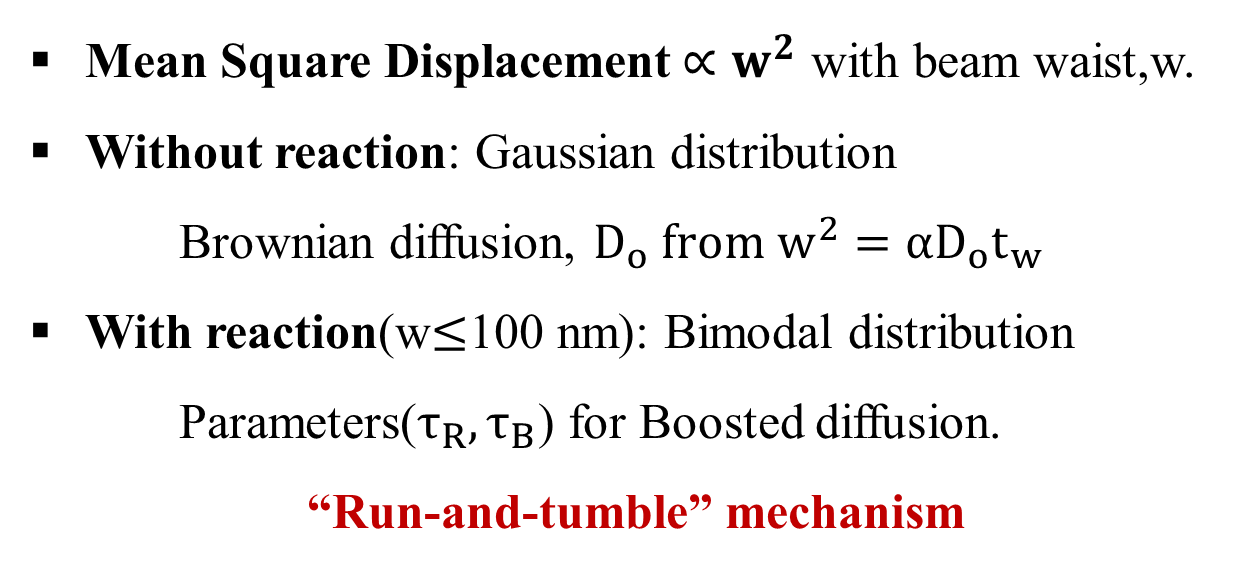 ▪ Mean Square Displacement ∝ w² with beam waist,w.
▪ Without reaction: Gaussian distribution
Brownian diffusion, Dₒ from w² = αDₒt_w
▪ With reaction(w≤100 nm): Bimodal distribution
Parameters(τ_R, τ_B) for Boosted diffusion.
“Run-and-tumble” mechanism